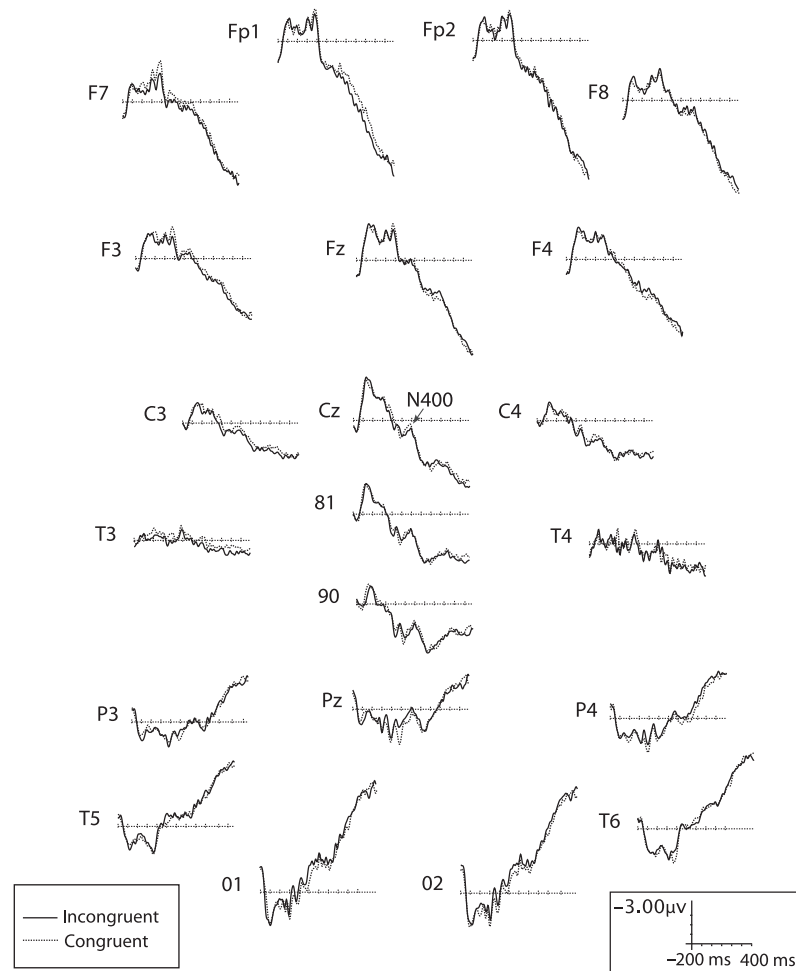 Fp1 Fp2
F7 F8
F3 Fz F4
C3 Cz N400 C4
81
T3 T4
90
P3 Pz P4
T5 T6
01 02
Incongruent
Congruent
–3.00μv
–200 ms 400 ms